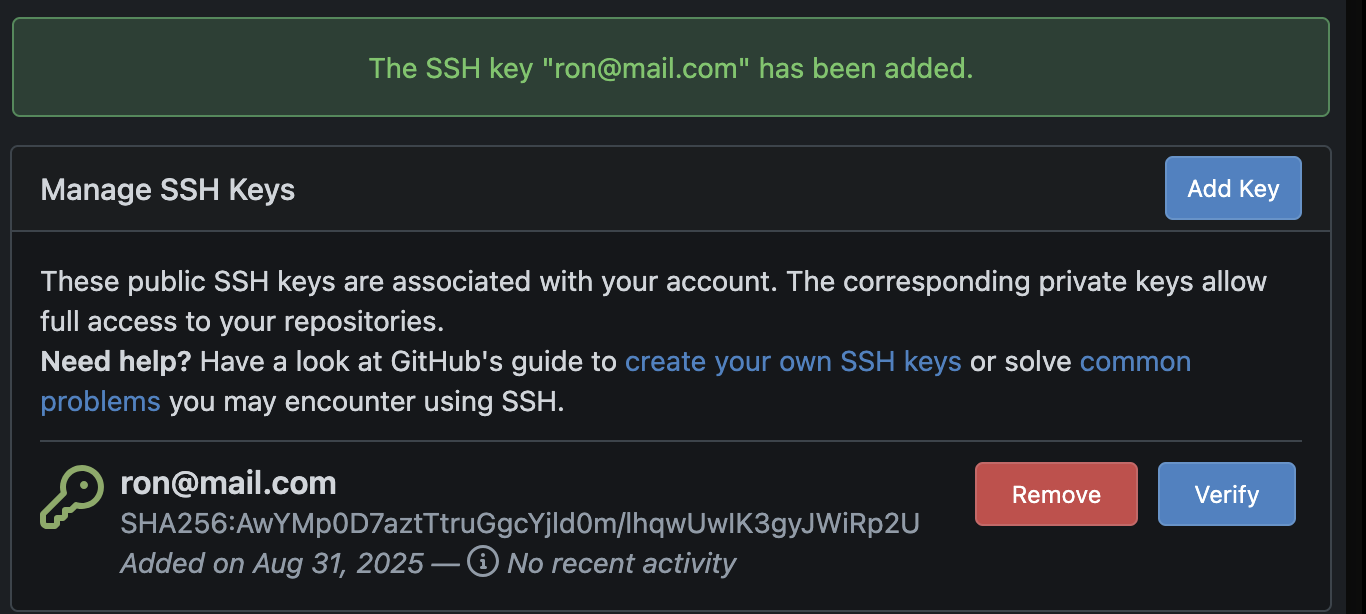 The SSH key "ron@mail.com" has been added.
Manage SSH Keys
Add Key
These public SSH keys are associated with your account. The corresponding private keys allow
full access to your repositories.
Need help? Have a look at GitHub's guide to create your own SSH keys or solve common
problems you may encounter using SSH.
ron@mail.com
Remove
Verify
SHA256:AwYMp0D7aztTtruGgcYjld0m/lhqwUwIK3gyJWiRp2U
Added on Aug 31, 2025 — No recent activity